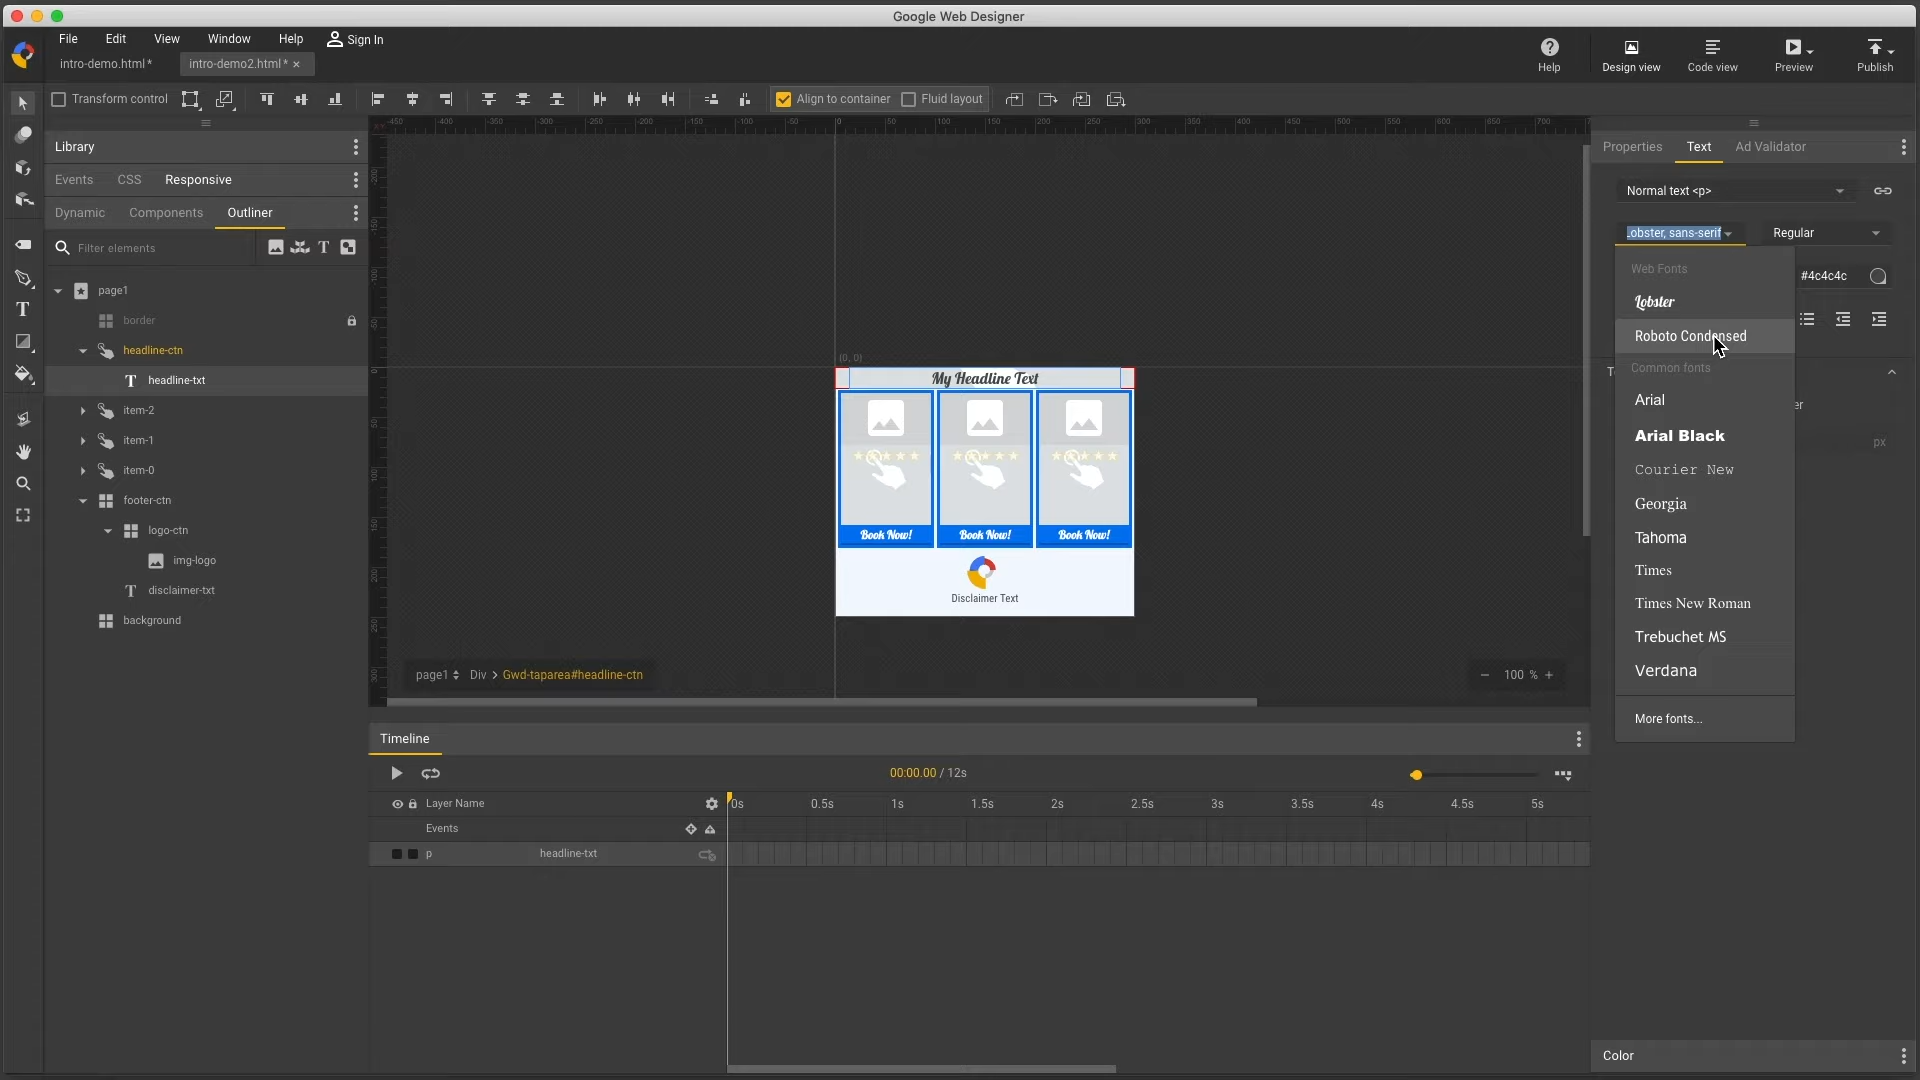 Google Web Designer
File Edit View Window Help Sign In
intro-demo.html* intro-demo2.html*
Help Design view Code view Preview Publish
Transform control Align to container Fluid layout
Library
Events CSS Responsive
Dynamic Components Outliner
Filter elements
page1
border
headline-ctn
headline-txt
item-2
item-1
item-0
footer-ctn
logo-ctn
img-logo
disclaimer-txt
background
(0, 0)
My Headline Text
Book Now! Book Now! Book Now!
Disclaimer Text
page1 Div > Gwd-taparea#headline-ctn
100 %
Properties Text Ad Validator
Normal text <p>
Lobster, sans-serif Regular
#4c4c4c
Web Fonts
Lobster
Roboto Condensed
Common fonts
Arial
Arial Black
Courier New
Georgia
Tahoma
Times
Times New Roman
Trebuchet MS
Verdana
More fonts...
px
Timeline
00:00.00 / 12s
Layer Name
0s 0.5s 1s 1.5s 2s 2.5s 3s 3.5s 4s 4.5s 5s
Events
p headline-txt
Color